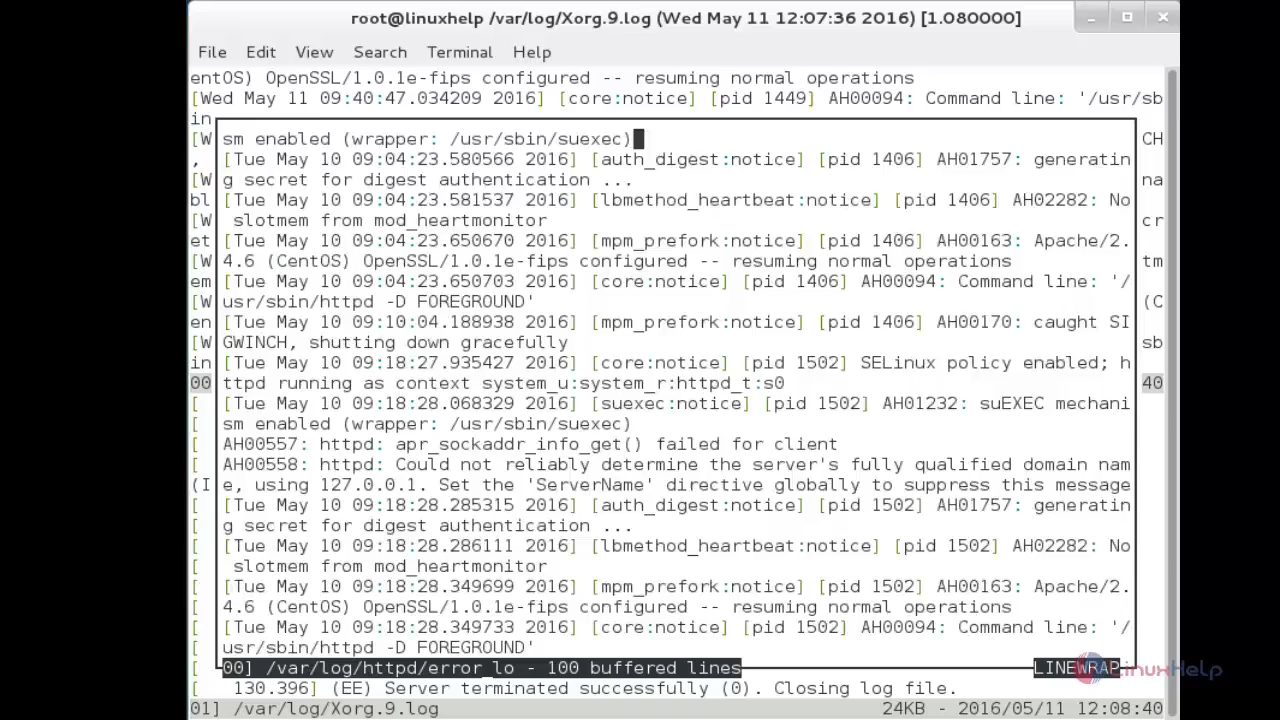 root@linuxhelp /var/log/Xorg.9.log (Wed May 11 12:07:36 2016) [1.080000]
File Edit View Search Terminal Help
entOS) OpenSSL/1.0.1e-fips configured -- resuming normal operations
[Wed May 11 09:40:47.034209 2016] [core:notice] [pid 1449] AH00094: Command line: '/usr/sb
in
[W sm enabled (wrapper: /usr/sbin/suexec) CH
, [Tue May 10 09:04:23.580566 2016] [auth_digest:notice] [pid 1406] AH01757: generatin
[W g secret for digest authentication ... na
bl [Tue May 10 09:04:23.581537 2016] [lbmethod_heartbeat:notice] [pid 1406] AH02282: No
[W slotmem from mod_heartmonitor cr
et [Tue May 10 09:04:23.650670 2016] [mpm_prefork:notice] [pid 1406] AH00163: Apache/2.
[W 4.6 (CentOS) OpenSSL/1.0.1e-fips configured -- resuming normal operations tm
em [Tue May 10 09:04:23.650703 2016] [core:notice] [pid 1406] AH00094: Command line: '/
[W usr/sbin/httpd -D FOREGROUND' (C
en [Tue May 10 09:10:04.188938 2016] [mpm_prefork:notice] [pid 1406] AH00170: caught SI
[W GWINCH, shutting down gracefully sb
in [Tue May 10 09:18:27.935427 2016] [core:notice] [pid 1502] SELinux policy enabled; h
00 ttpd running as context system_u:system_r:httpd_t:s0 40
[ [Tue May 10 09:18:28.068329 2016] [suexec:notice] [pid 1502] AH01232: suEXEC mechani
[ sm enabled (wrapper: /usr/sbin/suexec)
[ AH00557: httpd: apr_sockaddr_info_get() failed for client
[ AH00558: httpd: Could not reliably determine the server's fully qualified domain nam
(I e, using 127.0.0.1. Set the 'ServerName' directive globally to suppress this message
[ [Tue May 10 09:18:28.285315 2016] [auth_digest:notice] [pid 1502] AH01757: generatin
[ g secret for digest authentication ...
[ [Tue May 10 09:18:28.286111 2016] [lbmethod_heartbeat:notice] [pid 1502] AH02282: No
[ slotmem from mod_heartmonitor
[ [Tue May 10 09:18:28.349699 2016] [mpm_prefork:notice] [pid 1502] AH00163: Apache/2.
[ 4.6 (CentOS) OpenSSL/1.0.1e-fips configured -- resuming normal operations
[ [Tue May 10 09:18:28.349733 2016] [core:notice] [pid 1502] AH00094: Command line: '/
[ usr/sbin/httpd -D FOREGROUND'
[ 00] /var/log/httpd/error_lo - 100 buffered lines LINEWRAP LinuxHelp
[ 130.396] (EE) Server terminated successfully (0). Closing log file.
01] /var/log/Xorg.9.log 24KB - 2016/05/11 12:08:40